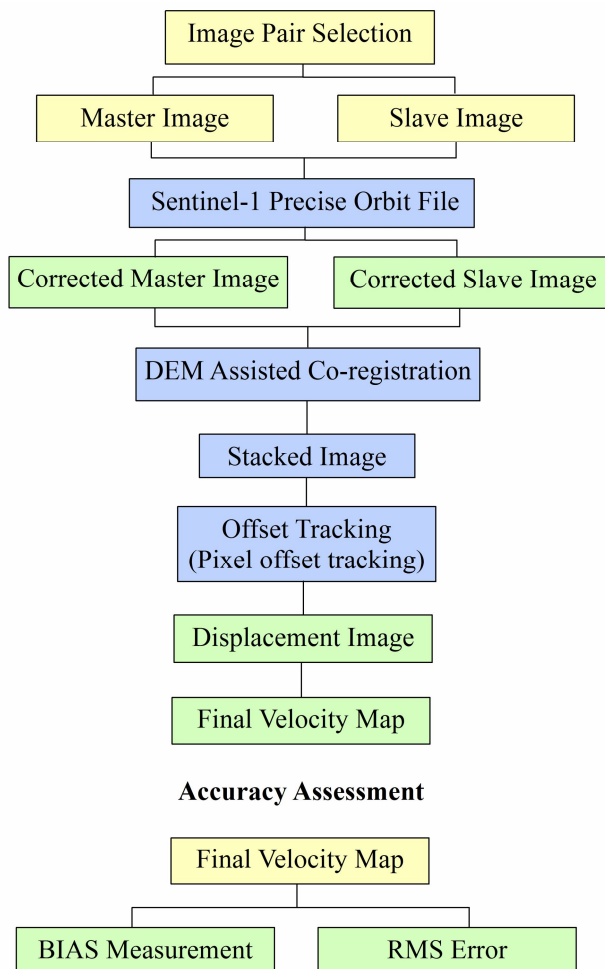 Image Pair Selection
Master Image
Slave Image
Sentinel-1 Precise Orbit File
Corrected Master Image
Corrected Slave Image
DEM Assisted Co-registration
Stacked Image
Offset Tracking
(Pixel offset tracking)
Displacement Image
Final Velocity Map
Accuracy Assessment
Final Velocity Map
BIAS Measurement
RMS Error